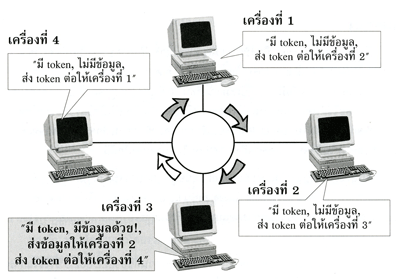 เครื่องที่ 1
"มี token, ไม่มีข้อมูล,
ส่ง token ต่อให้เครื่องที่ 2"
เครื่องที่ 4
"มี token, ไม่มีข้อมูล,
ส่ง token ต่อให้เครื่องที่ 1"
เครื่องที่ 2
"มี token, ไม่มีข้อมูล,
ส่ง token ต่อให้เครื่องที่ 3"
เครื่องที่ 3
"มี token, มีข้อมูลด้วย!,
ส่งข้อมูลให้เครื่องที่ 2
ส่ง token ต่อให้เครื่องที่ 4"